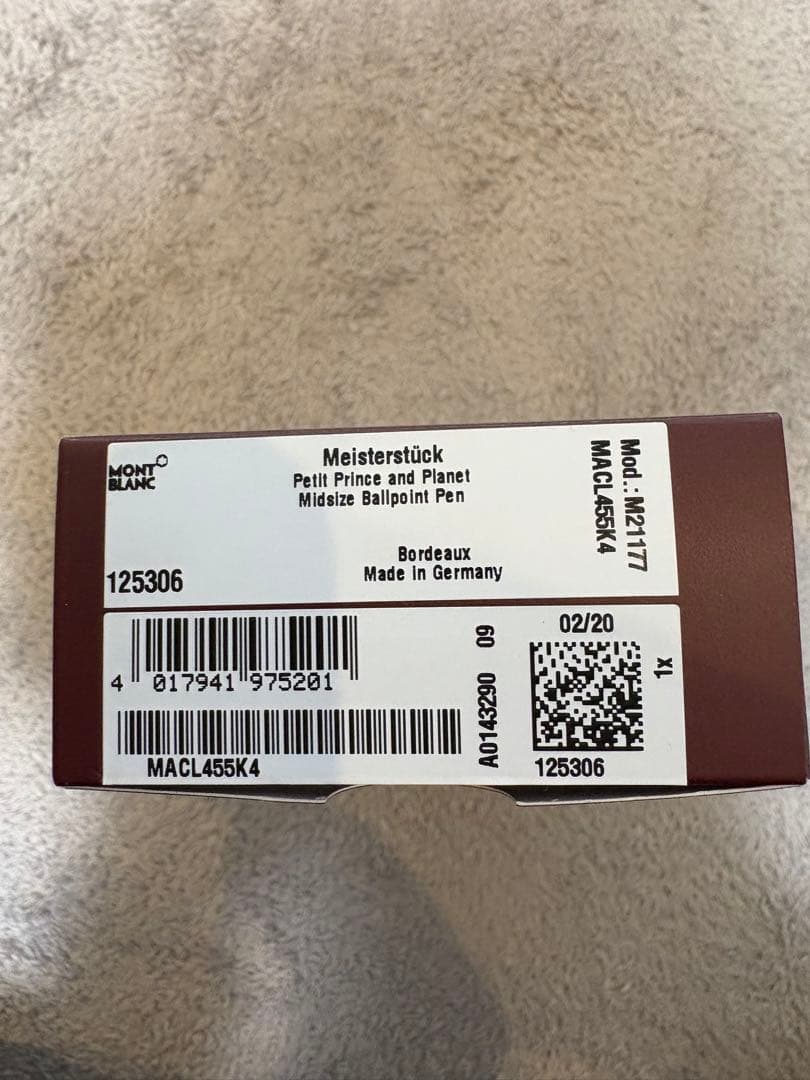 MONT
BLANC
Meisterstück
Petit Prince and Planet
Midsize Ballpoint Pen
Bordeaux
Made in Germany
125306
Mod.: M21177
MACL455K4
4 017941 975201
MACL455K4
A0143290 09
02/20
1x
125306